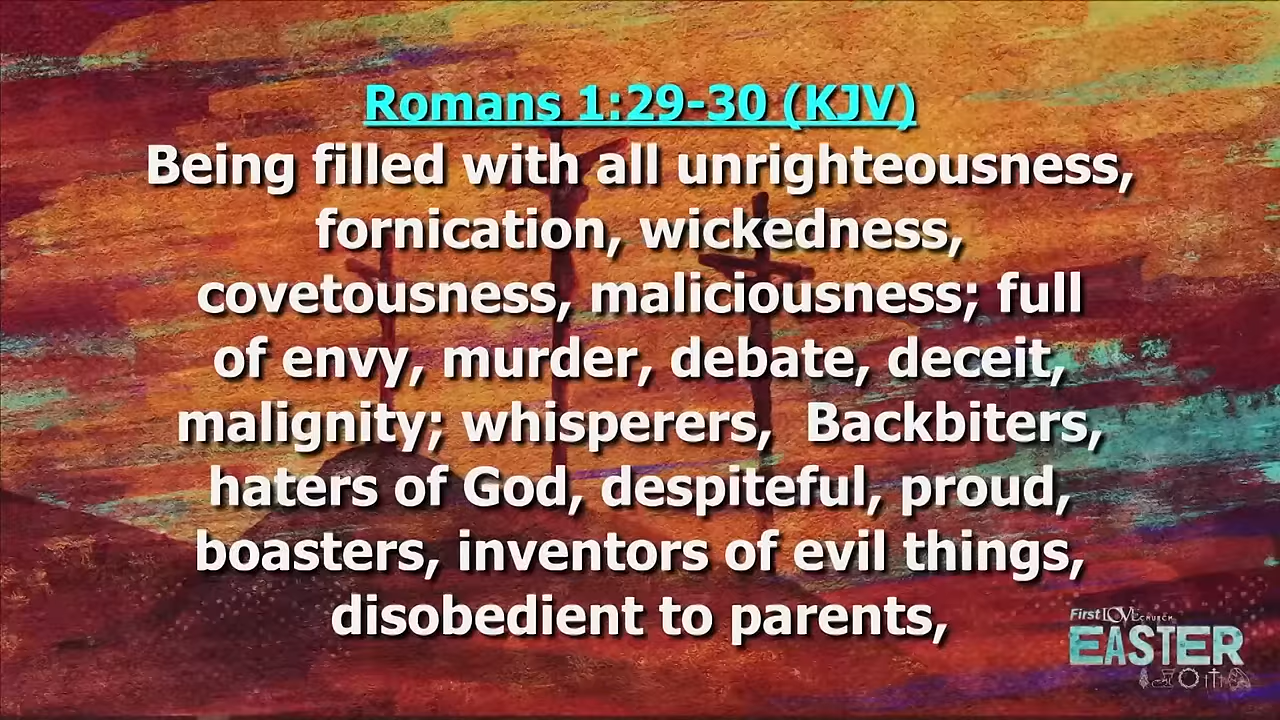 Romans 1:29-30 (KJV)
Being filled with all unrighteousness,
fornication, wickedness,
covetousness, maliciousness; full
of envy, murder, debate, deceit,
malignity; whisperers,  Backbiters,
haters of God, despiteful, proud,
boasters, inventors of evil things,
disobedient to parents,
First LOVE CHURCH
EASTER